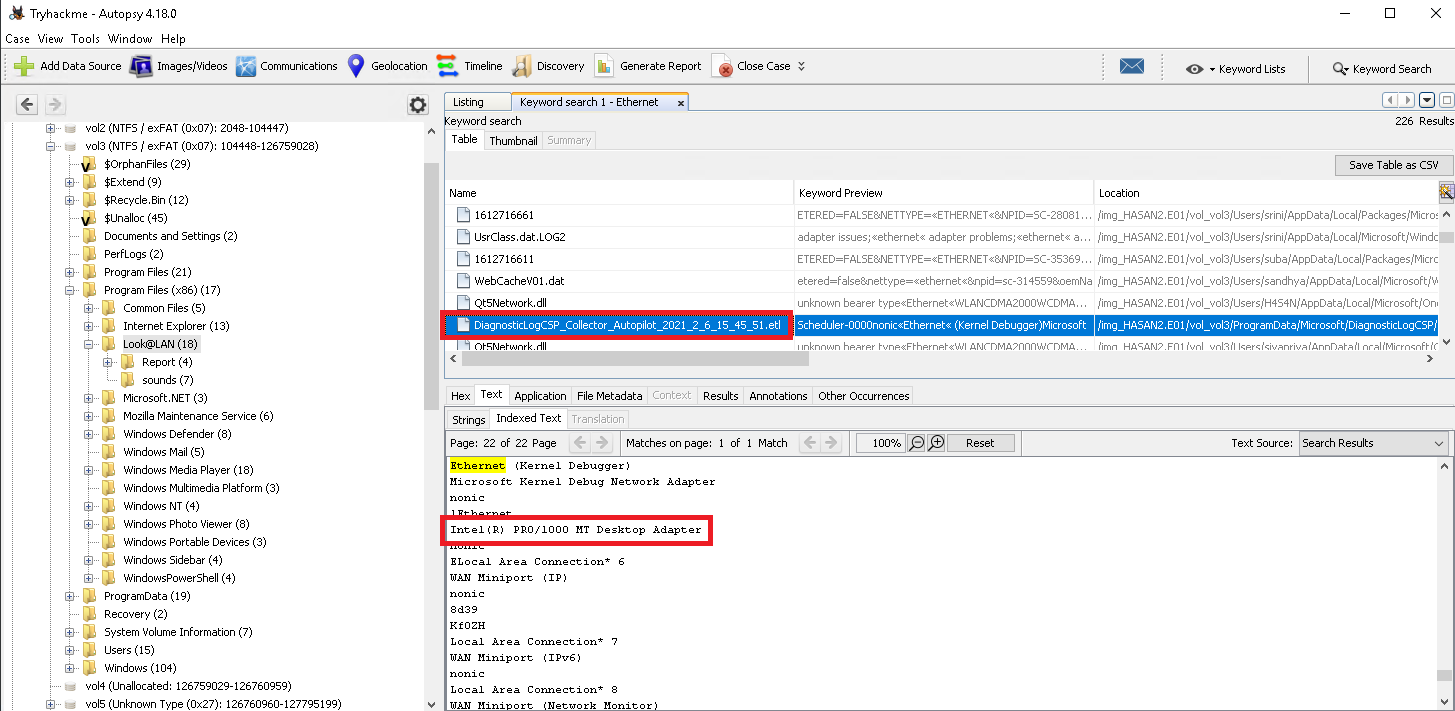 Tryhackme - Autopsy 4.18.0
Case View Tools Window Help
Add Data Source Images/Videos Communications Geolocation Timeline Discovery Generate Report Close Case Keyword Lists Keyword Search
vol2 (NTFS / exFAT (0x07): 2048-104447)
vol3 (NTFS / exFAT (0x07): 104448-126759028)
$OrphanFiles (29)
$Extend (9)
$Recycle.Bin (12)
$Unalloc (45)
Documents and Settings (2)
PerfLogs (2)
Program Files (21)
Program Files (x86) (17)
Common Files (5)
Internet Explorer (13)
Look@LAN (18)
Report (4)
sounds (7)
Microsoft.NET (3)
Mozilla Maintenance Service (6)
Windows Defender (8)
Windows Mail (5)
Windows Media Player (18)
Windows Multimedia Platform (3)
Windows NT (4)
Windows Photo Viewer (8)
Windows Portable Devices (3)
Windows Sidebar (4)
WindowsPowerShell (4)
ProgramData (19)
Recovery (2)
System Volume Information (7)
Users (15)
Windows (104)
vol4 (Unallocated: 126759029-126760959)
vol5 (Unknown Type (0x27): 126760960-127795199)
Listing Keyword search 1 - Ethernet x
Keyword search 226 Results
Table Thumbnail Summary
Save Table as CSV
Name Keyword Preview Location
1612716661 ETERED=FALSE&NETTYPE=«ETHERNET«&NPID=SC-28081... /img_HASAN2.E01/vol_vol3/Users/srini/AppData/Local/Packages/Micros
UsrClass.dat.LOG2 adapter issues;«ethernet« adapter problems;«ethernet« a... /img_HASAN2.E01/vol_vol3/Users/srini/AppData/Local/Microsoft/Windo
1612716611 ETERED=FALSE&NETTYPE=«ETHERNET«&NPID=SC-35369... /img_HASAN2.E01/vol_vol3/Users/suba/AppData/Local/Packages/Micro
WebCacheV01.dat etered=false&nettype=«ethernet«&npid=sc-314559&oemNa /img_HASAN2.E01/vol_vol3/Users/sandhya/AppData/Local/Microsoft/Wind
Qt5Network.dll unknown bearer type«Ethernet«WLANCDMA2000WCDMA... /img_HASAN2.E01/vol_vol3/Users/H4S4N/AppData/Local/Microsoft/One
DiagnosticLogCSP_Collector_Autopilot_2021_2_6_15_45_51.etl Scheduler-0000nonic«Ethernet« (Kernel Debugger)Microsoft /img_HASAN2.E01/vol_vol3/ProgramData/Microsoft/DiagnosticLogCSP/
Qt5Network.dll unknown bearer type«Ethernet«WLANCDMA2000WCDMA... /img_HASAN2.E01/vol_vol3/Users/sivapriya/AppData/Local/Microsoft/On
Hex Text Application File Metadata Context Results Annotations Other Occurrences
Strings Indexed Text Translation
Page: 22 of 22 Page Matches on page: 1 of 1 Match 100% Reset Text Source: Search Results
Ethernet (Kernel Debugger)
Microsoft Kernel Debug Network Adapter
nonic
lEthernet
Intel(R) PRO/1000 MT Desktop Adapter
nonic
ELocal Area Connection* 6
WAN Miniport (IP)
nonic
8d39
KfOZH
Local Area Connection* 7
WAN Miniport (IPv6)
nonic
Local Area Connection* 8
WAN Miniport (Network Monitor)